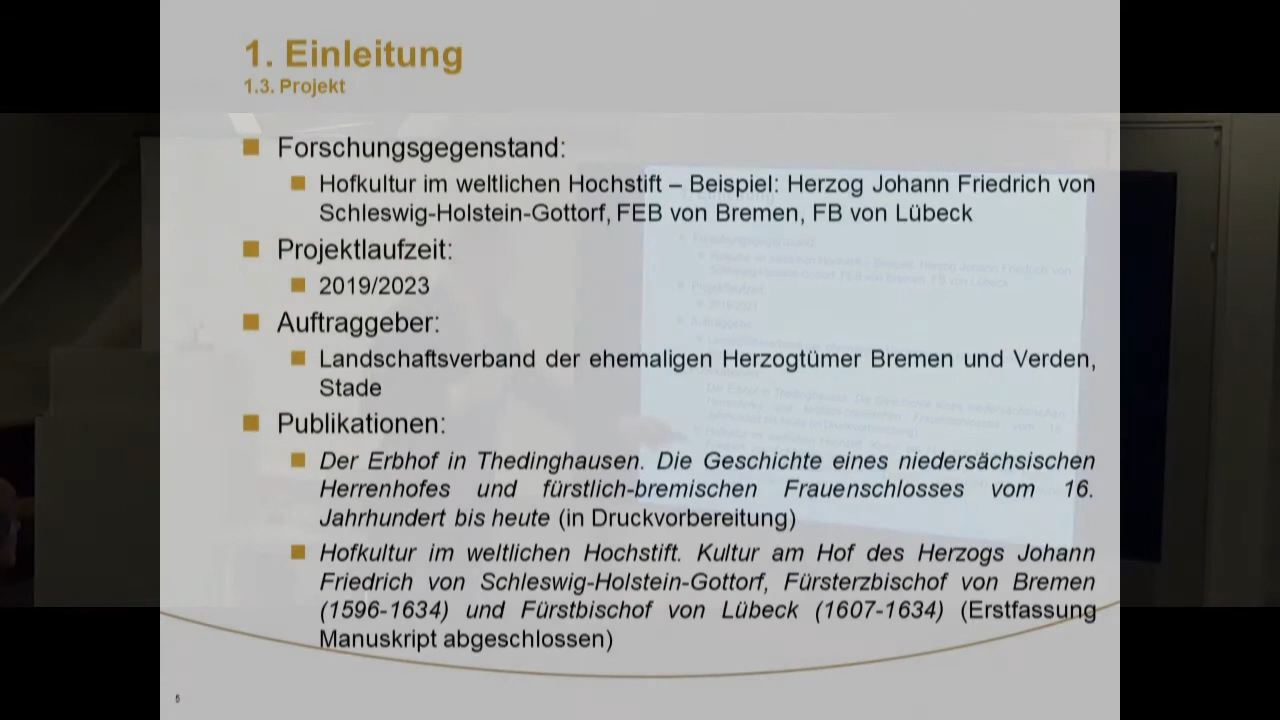 1. Einleitung
1.3. Projekt
Forschungsgegenstand:
Hofkultur im weltlichen Hochstift – Beispiel: Herzog Johann Friedrich von
Schleswig-Holstein-Gottorf, FEB von Bremen, FB von Lübeck
Projektlaufzeit:
2019/2023
Auftraggeber:
Landschaftsverband der ehemaligen Herzogtümer Bremen und Verden,
Stade
Publikationen:
Der Erbhof in Thedinghausen. Die Geschichte eines niedersächsischen
Herrenhofes und fürstlich-bremischen Frauenschlosses vom 16.
Jahrhundert bis heute (in Druckvorbereitung)
Hofkultur im weltlichen Hochstift. Kultur am Hof des Herzogs Johann
Friedrich von Schleswig-Holstein-Gottorf, Fürsterzbischof von Bremen
(1596-1634) und Fürstbischof von Lübeck (1607-1634) (Erstfassung
Manuskript abgeschlossen)
5